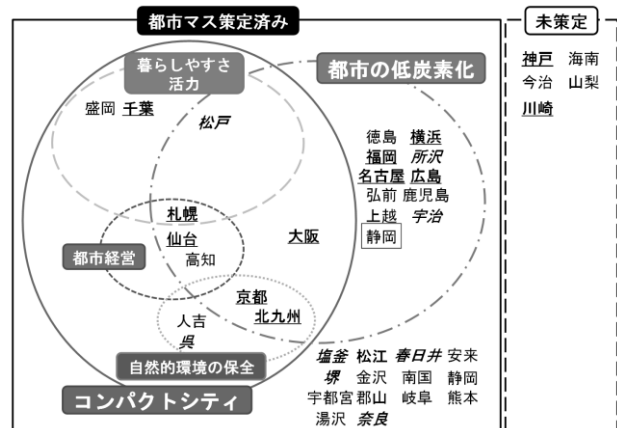 都市マス策定済み
未策定
暮らしやすさ
活力
都市の低炭素化
神戸 海南
今治 山梨
川崎
盛岡 千葉
松戸
徳島 横浜
福岡 所沢
名古屋 広島
弘前 鹿児島
上越 宇治
静岡
札幌
仙台
高知
大阪
都市経営
京都
北九州
人吉
呉
自然的環境の保全
コンパクトシティ
塩釜 松江 春日井 安来
堺 金沢 南国 静岡
宇都宮 郡山 岐阜 熊本
湯沢 奈良